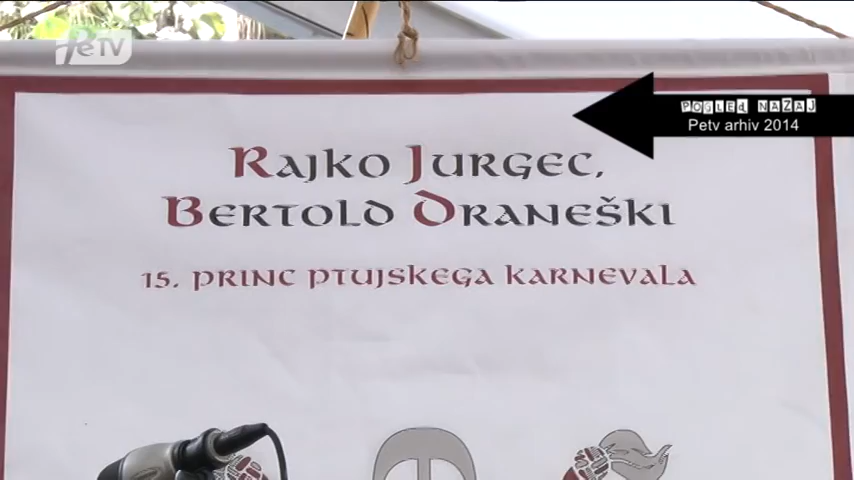 PeTV
POGLED NAZAJ
Petv arhiv 2014
RAJKO JURGEC,
BERTOLD DRANEŠKI
15. PRINC PTUJSKEGA KARNEVALA